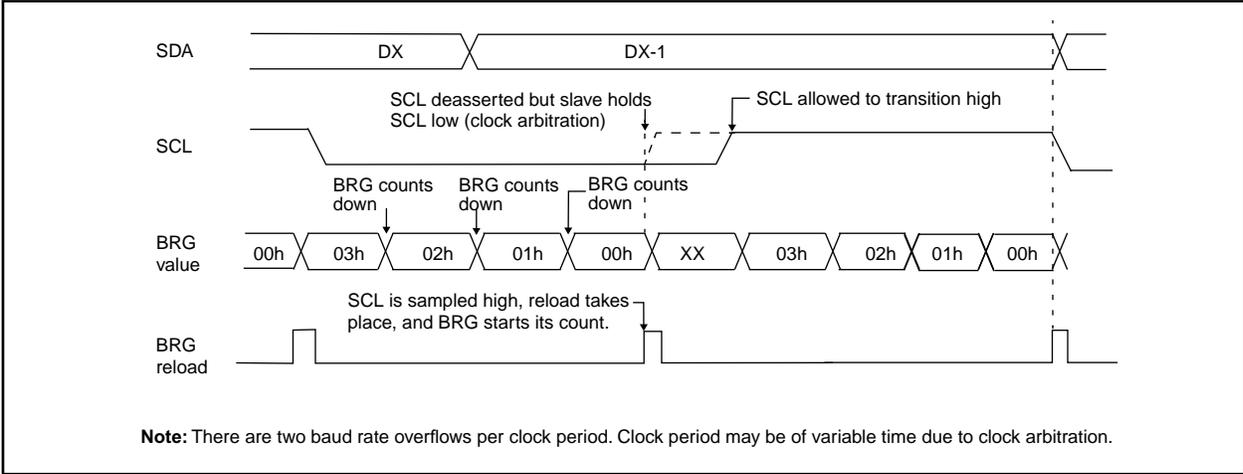 SDA
DX
DX-1
SCL deasserted but slave holds
SCL low (clock arbitration)
SCL allowed to transition high
SCL
BRG counts
down
BRG counts
down
BRG counts
down
BRG
value
00h
03h
02h
01h
00h
XX
03h
02h
01h
00h
SCL is sampled high, reload takes
place, and BRG starts its count.
BRG
reload
Note: There are two baud rate overflows per clock period. Clock period may be of variable time due to clock arbitration.